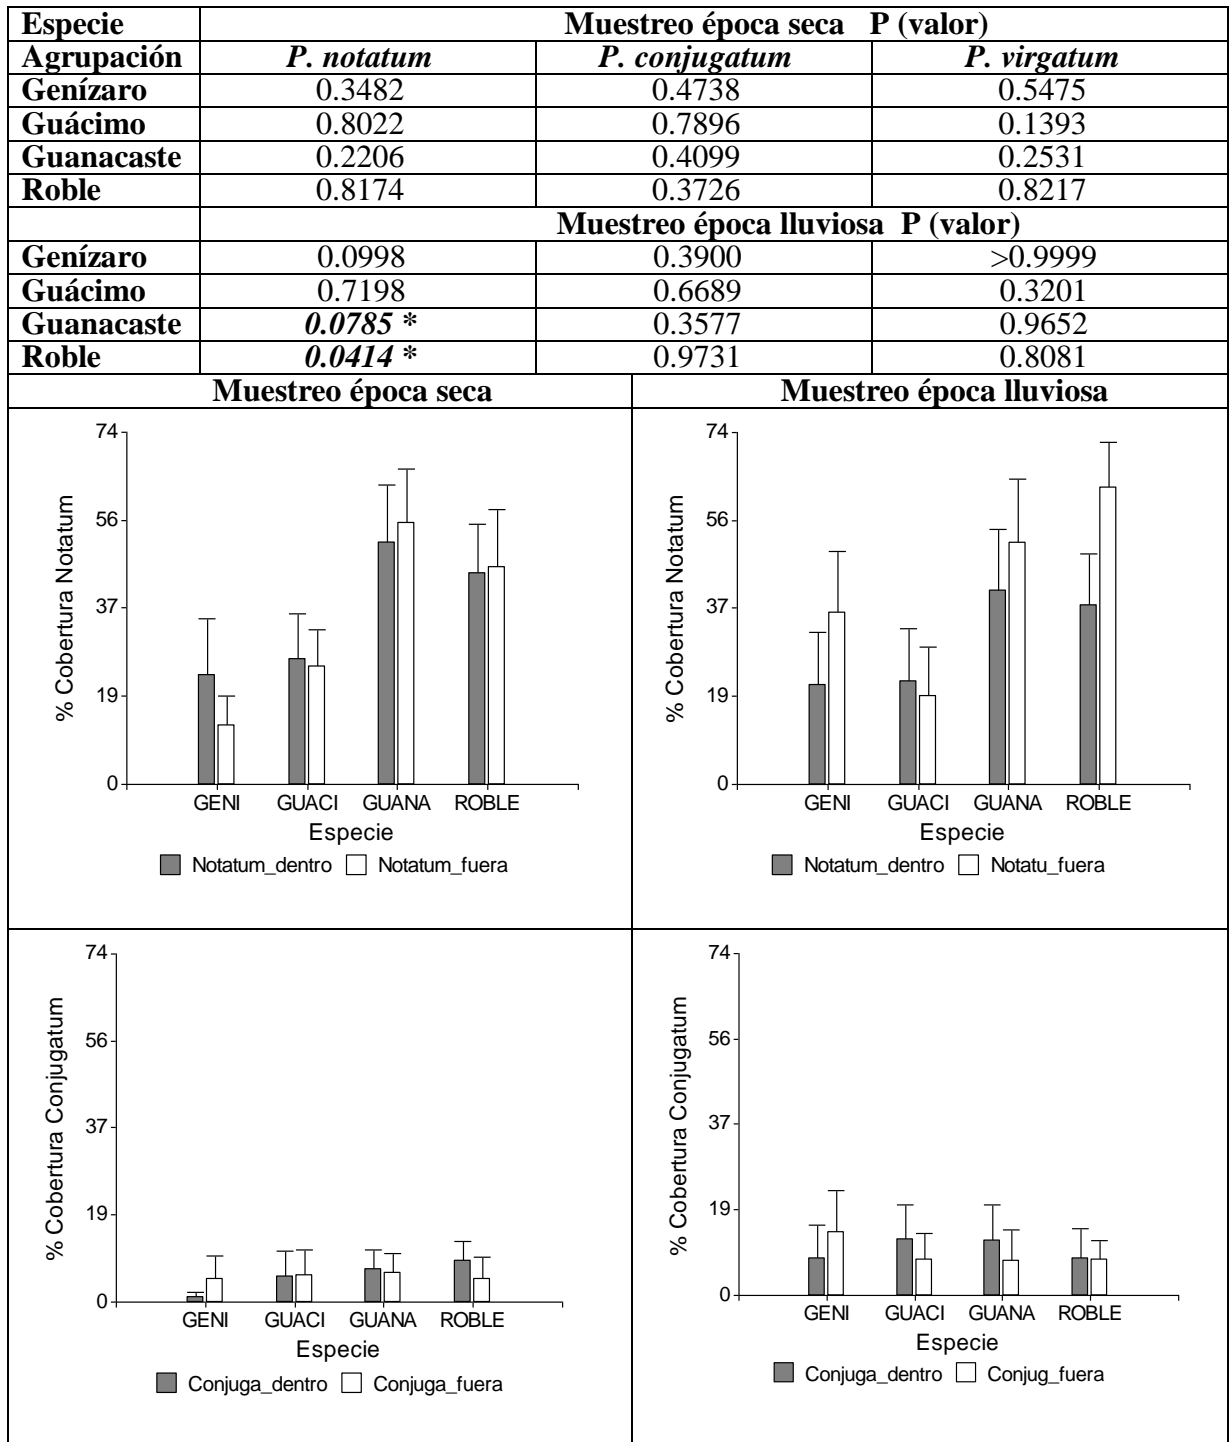 Especie Muestreo época seca P (valor)
Agrupación P. notatum P. conjugatum P. virgatum
Genízaro 0.3482 0.4738 0.5475
Guácimo 0.8022 0.7896 0.1393
Guanacaste 0.2206 0.4099 0.2531
Roble 0.8174 0.3726 0.8217
Muestreo época lluviosa P (valor)
Genízaro 0.0998 0.3900 >0.9999
Guácimo 0.7198 0.6689 0.3201
Guanacaste 0.0785 * 0.3577 0.9652
Roble 0.0414 * 0.9731 0.8081
Muestreo época seca Muestreo época lluviosa
% Cobertura Notatum
74
56
37
19
0
GENI GUACI GUANA ROBLE
Especie
Notatum_dentro Notatum_fuera
% Cobertura Notatum
74
56
37
19
0
GENI GUACI GUANA ROBLE
Especie
Notatum_dentro Notatu_fuera
% Cobertura Conjugatum
74
56
37
19
0
GENI GUACI GUANA ROBLE
Especie
Conjuga_dentro Conjuga_fuera
% Cobertura Conjugatum
74
56
37
19
0
GENI GUACI GUANA ROBLE
Especie
Conjuga_dentro Conjug_fuera